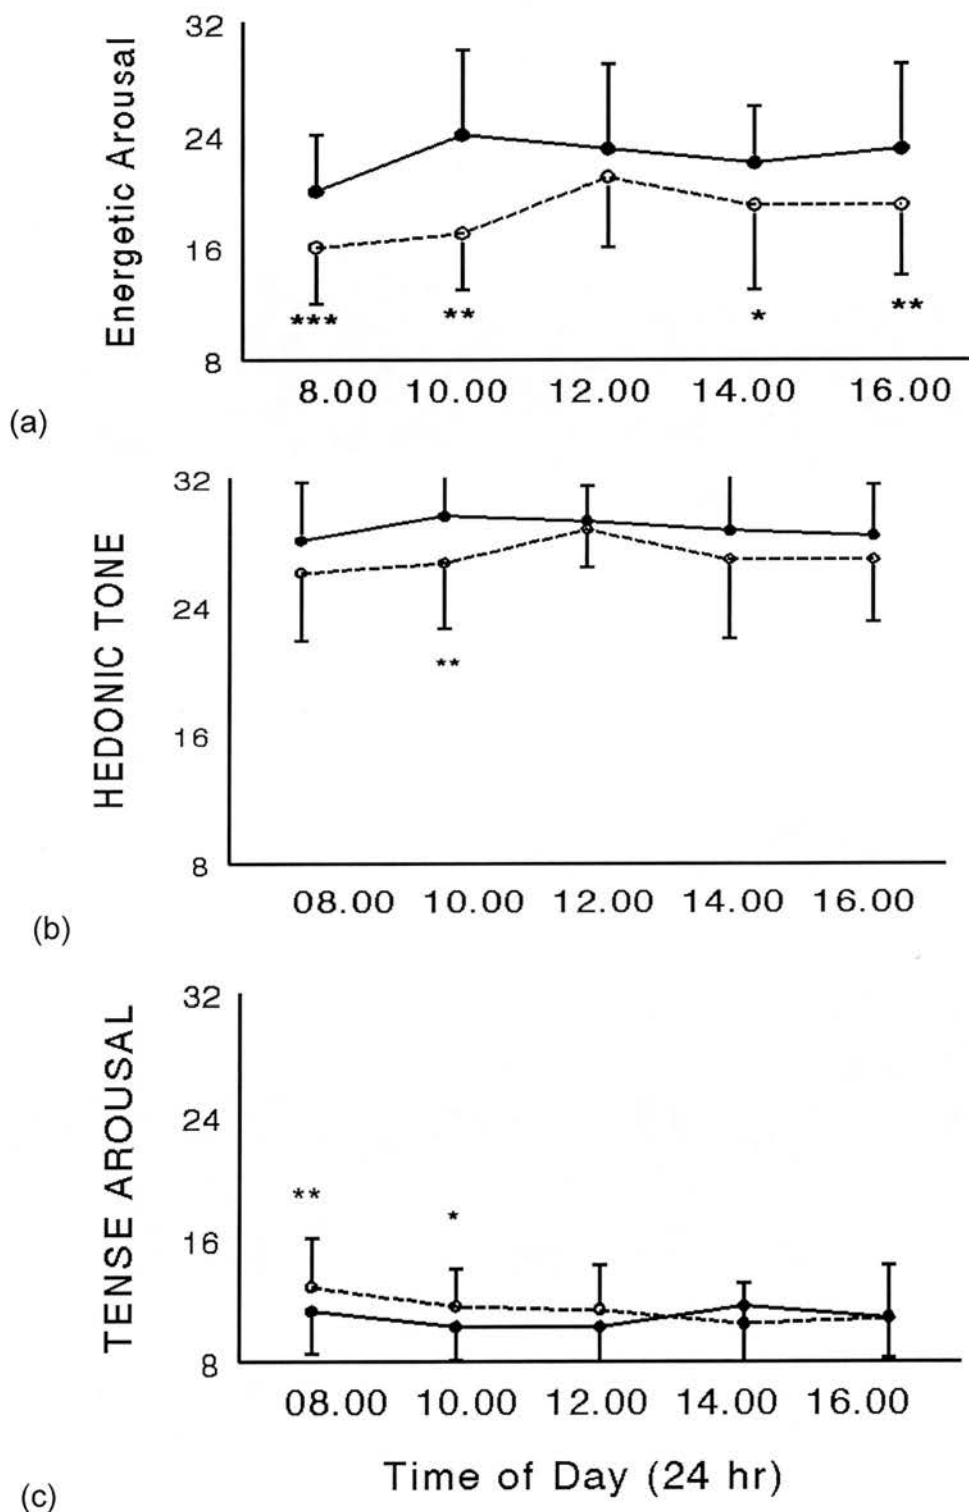 32
24
16
8
Energetic Arousal
*** ** * **
8.00 10.00 12.00 14.00 16.00
(a)
32
24
16
8
HEDONIC TONE
**
08.00 10.00 12.00 14.00 16.00
(b)
32
24
16
8
TENSE AROUSAL
** *
08.00 10.00 12.00 14.00 16.00
Time of Day (24 hr)
(c)